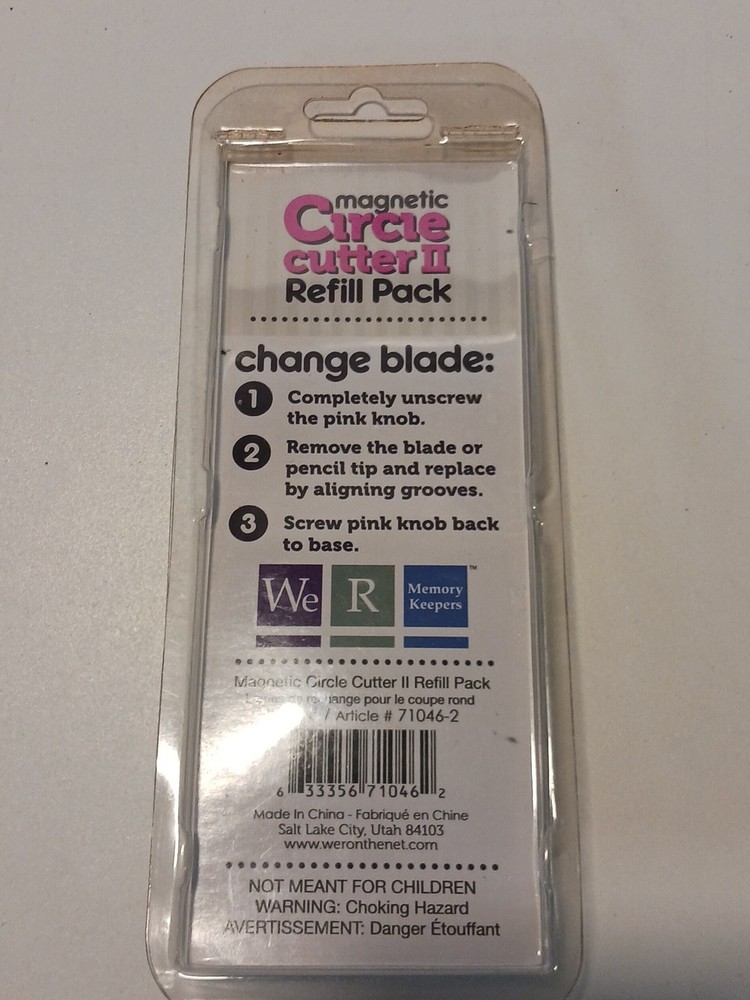 magnetic
Circle
cutter II
Refill Pack
change blade:
1 Completely unscrew
the pink knob.
2 Remove the blade or
pencil tip and replace
by aligning grooves.
3 Screw pink knob back
to base.
We R Memory Keepers ™
Magnetic Circle Cutter II Refill Pack
rechange pour le coupe rond
/ Article # 71046-2
6 33356 71046 2
Made In China - Fabriqué en Chine
Salt Lake City, Utah 84103
www.weronthenet.com
NOT MEANT FOR CHILDREN
WARNING: Choking Hazard
AVERTISSEMENT: Danger Étouffant